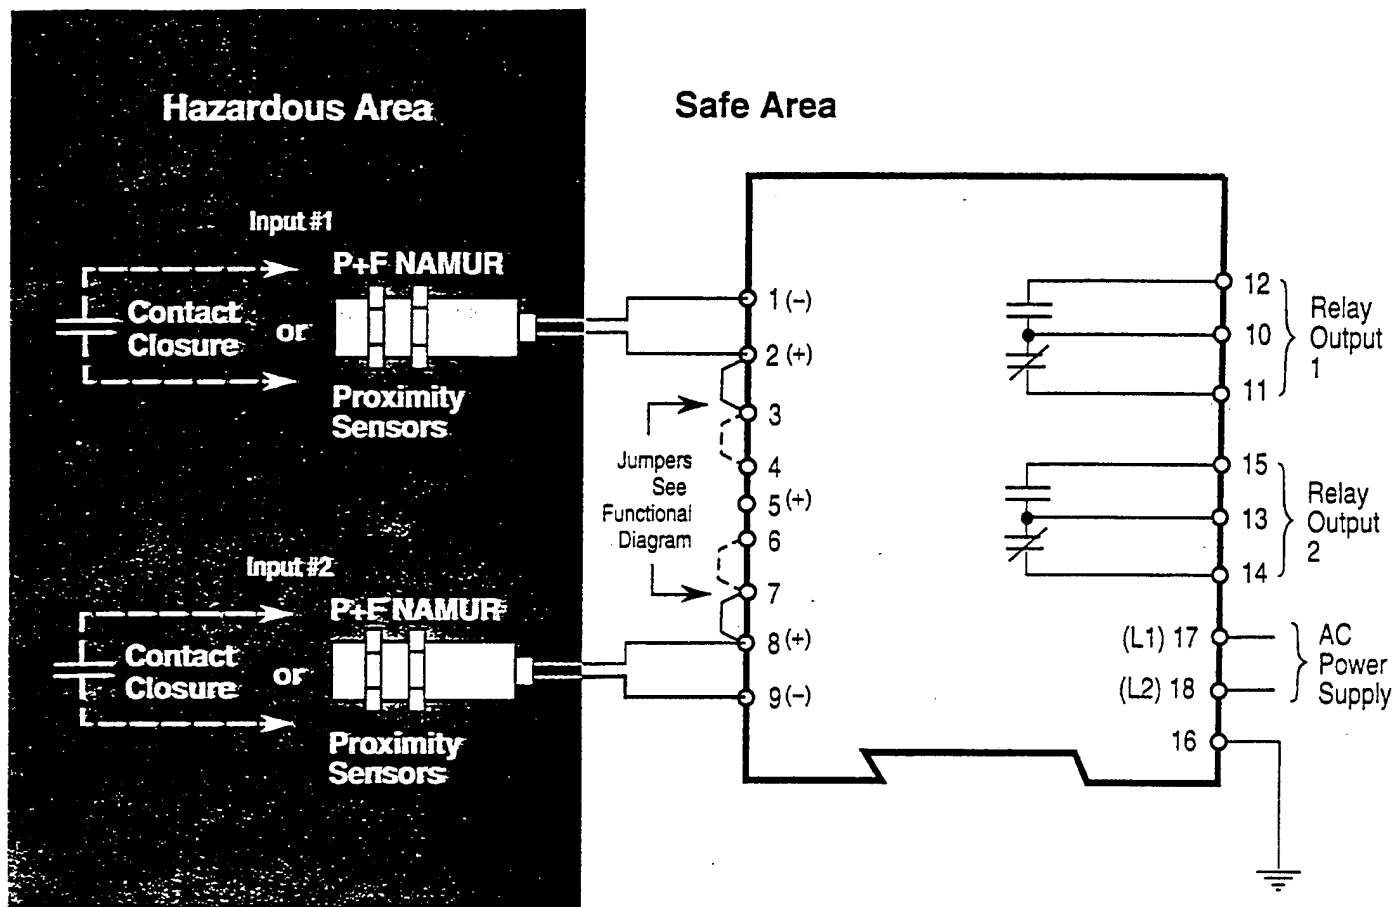 Hazardous Area
Safe Area
Input #1
P+F NAMUR
Contact
Closure
or
Proximity
Sensors
1 (–)
2 (+)
3
4
5 (+)
6
7
8 (+)
9 (–)
Jumpers
See
Functional
Diagram
Input #2
P+F NAMUR
Contact
Closure
or
Proximity
Sensors
12
10
11
Relay
Output
1
15
13
14
Relay
Output
2
(L1) 17
(L2) 18
16
AC
Power
Supply